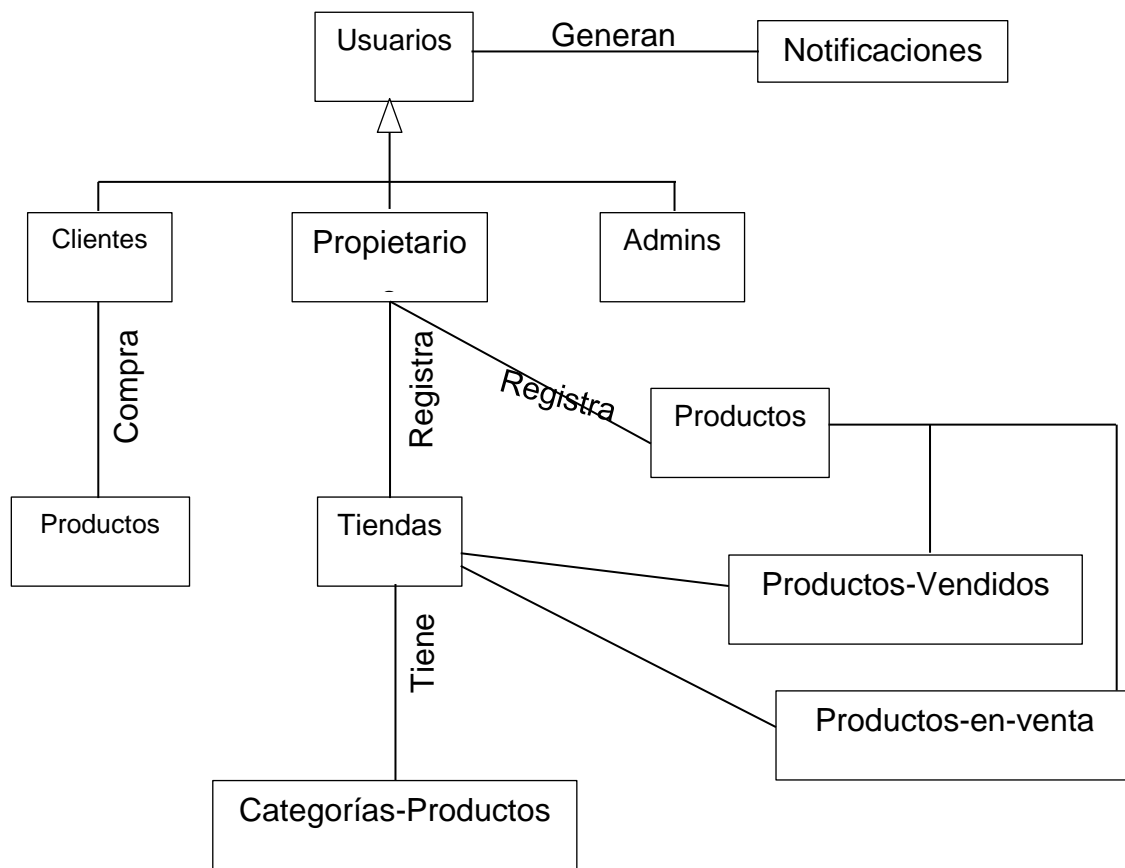 Usuarios
Generan
Notificaciones
Clientes
Propietario
Admins
Compra
Registra
Registra
Productos
Productos
Tiendas
Productos-Vendidos
Tiene
Productos-en-venta
Categorías-Productos